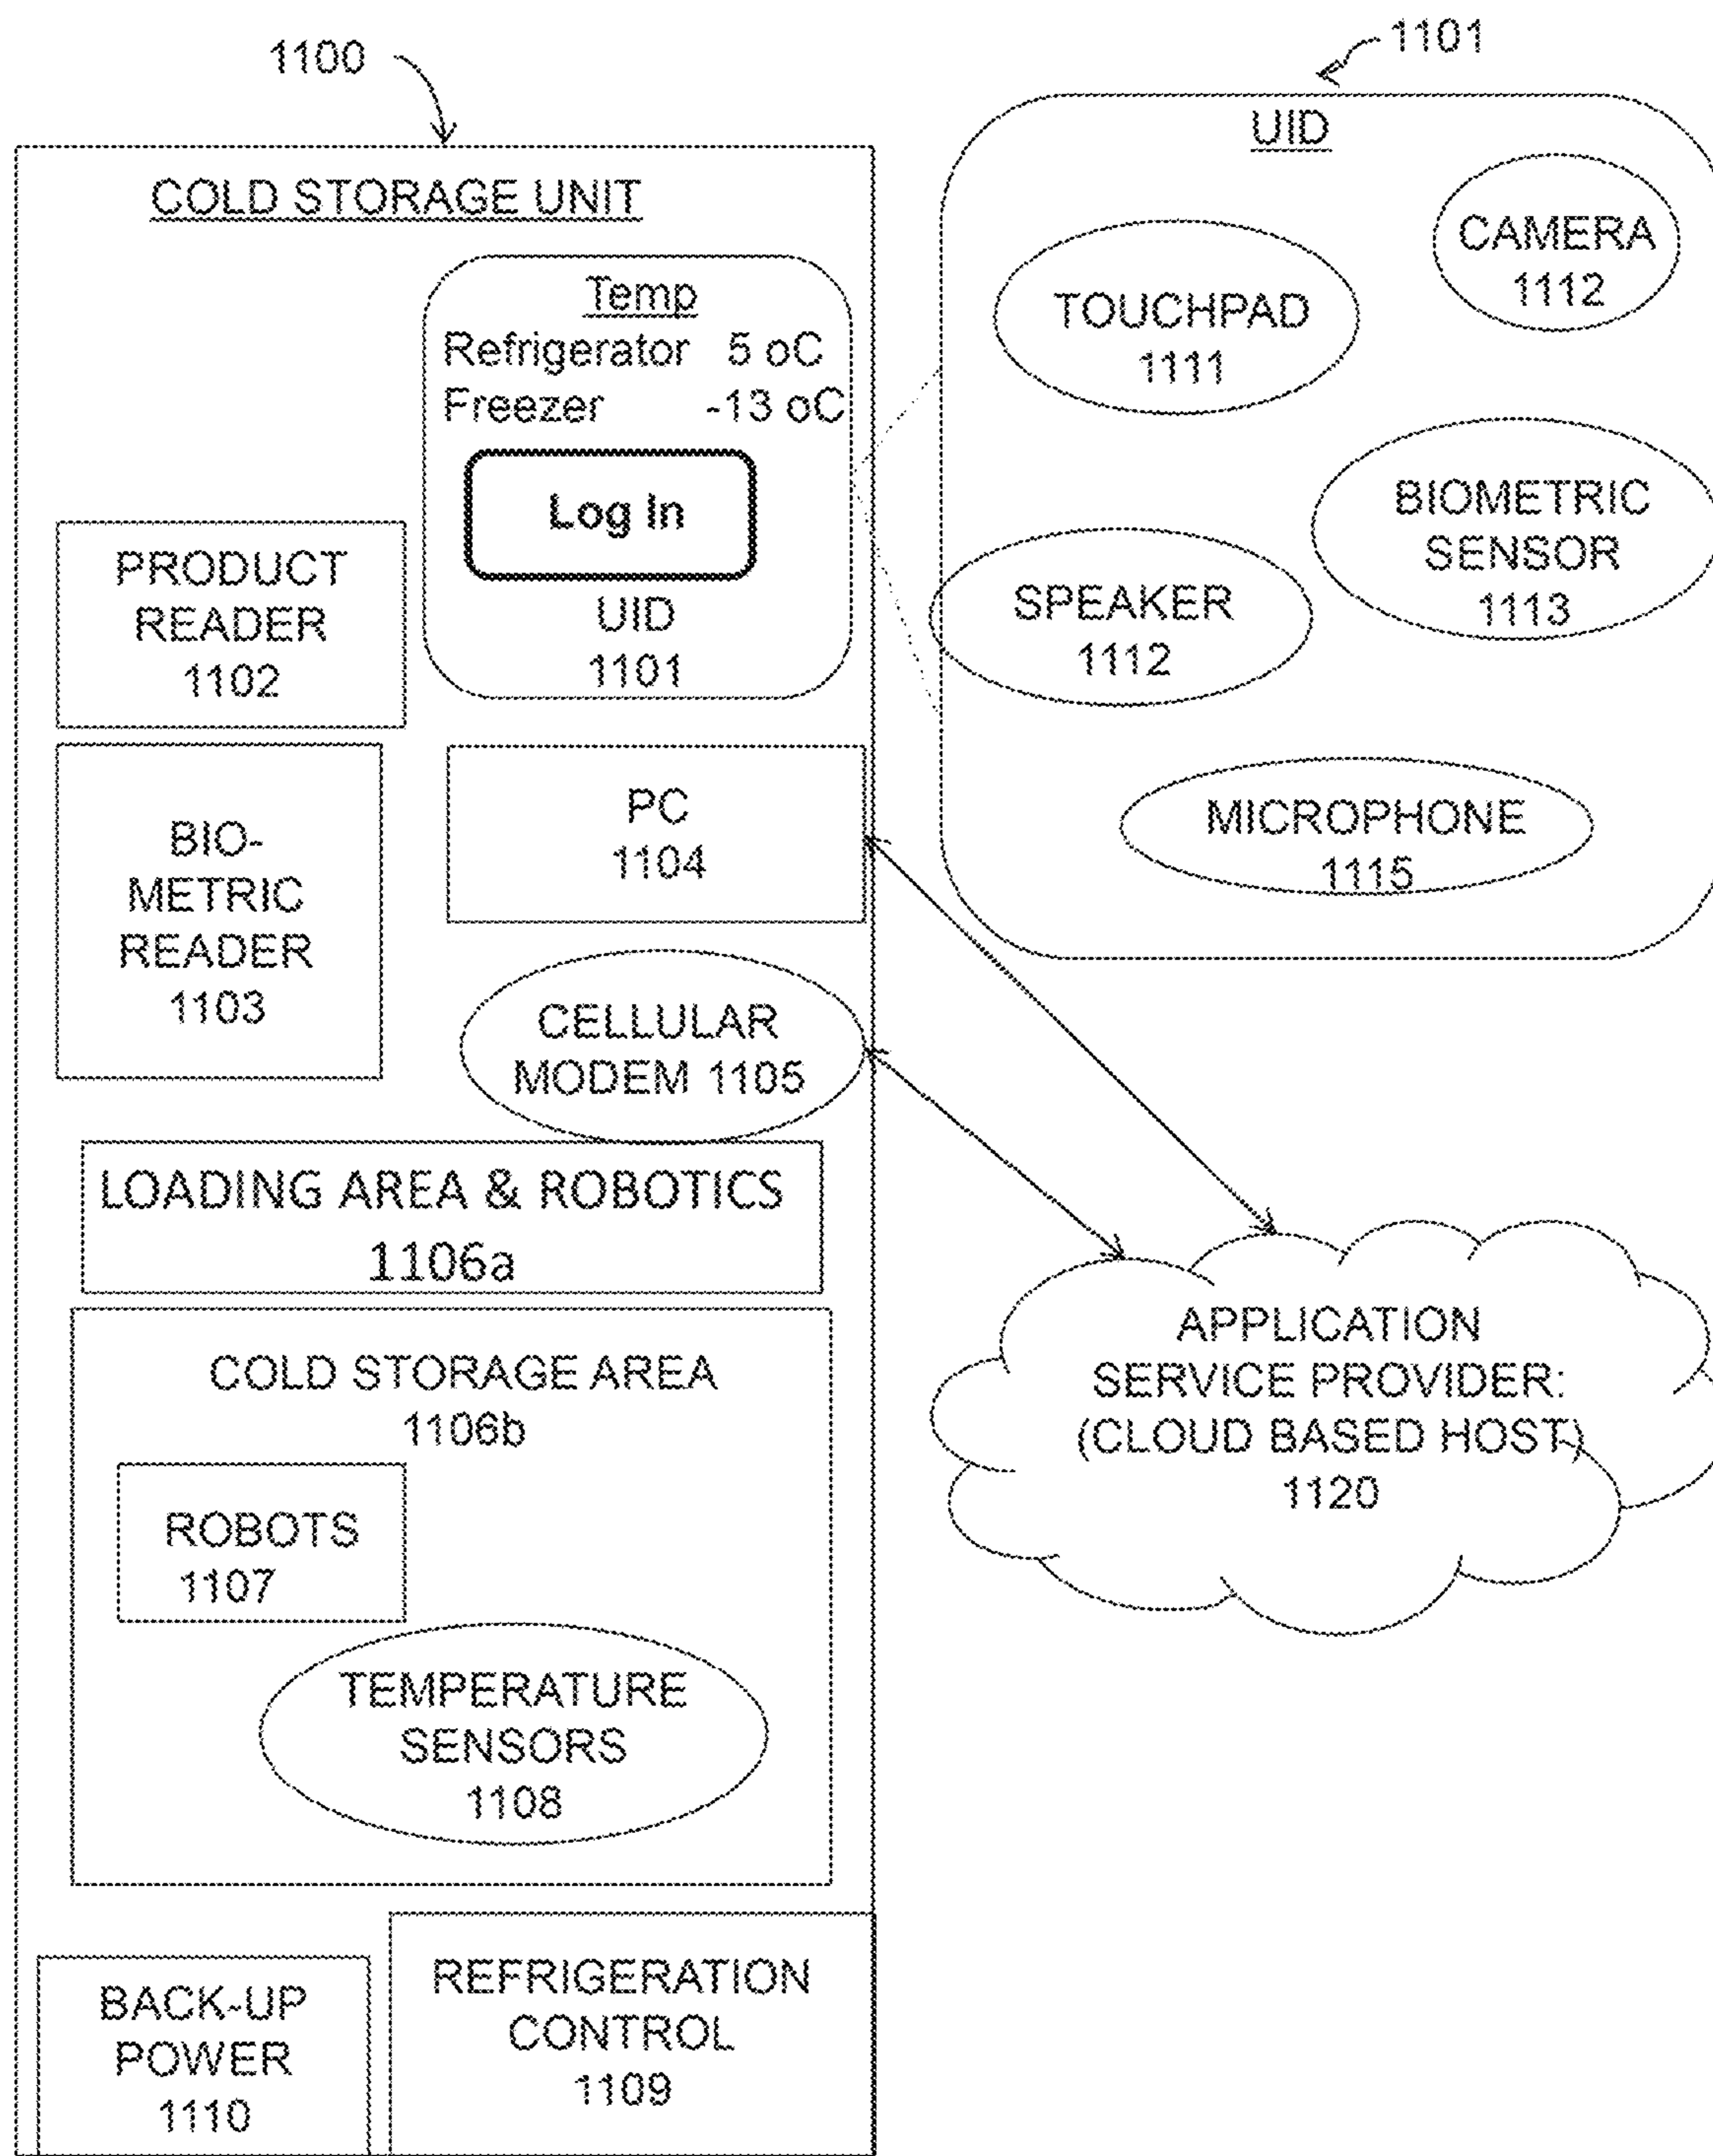 1100
1101
COLD STORAGE UNIT
Temp
Refrigerator 5 oC
Freezer -13 oC
Log In
UID
1101
PRODUCT
READER
1102
BIO-
METRIC
READER
1103
PC
1104
CELLULAR
MODEM 1105
LOADING AREA & ROBOTICS
1106a
COLD STORAGE AREA
1106b
ROBOTS
1107
TEMPERATURE
SENSORS
1108
BACK-UP
POWER
1110
REFRIGERATION
CONTROL
1109
UID
CAMERA
1112
TOUCHPAD
1111
BIOMETRIC
SENSOR
1113
SPEAKER
1112
MICROPHONE
1115
APPLICATION
SERVICE PROVIDER:
(CLOUD BASED HOST)
1120